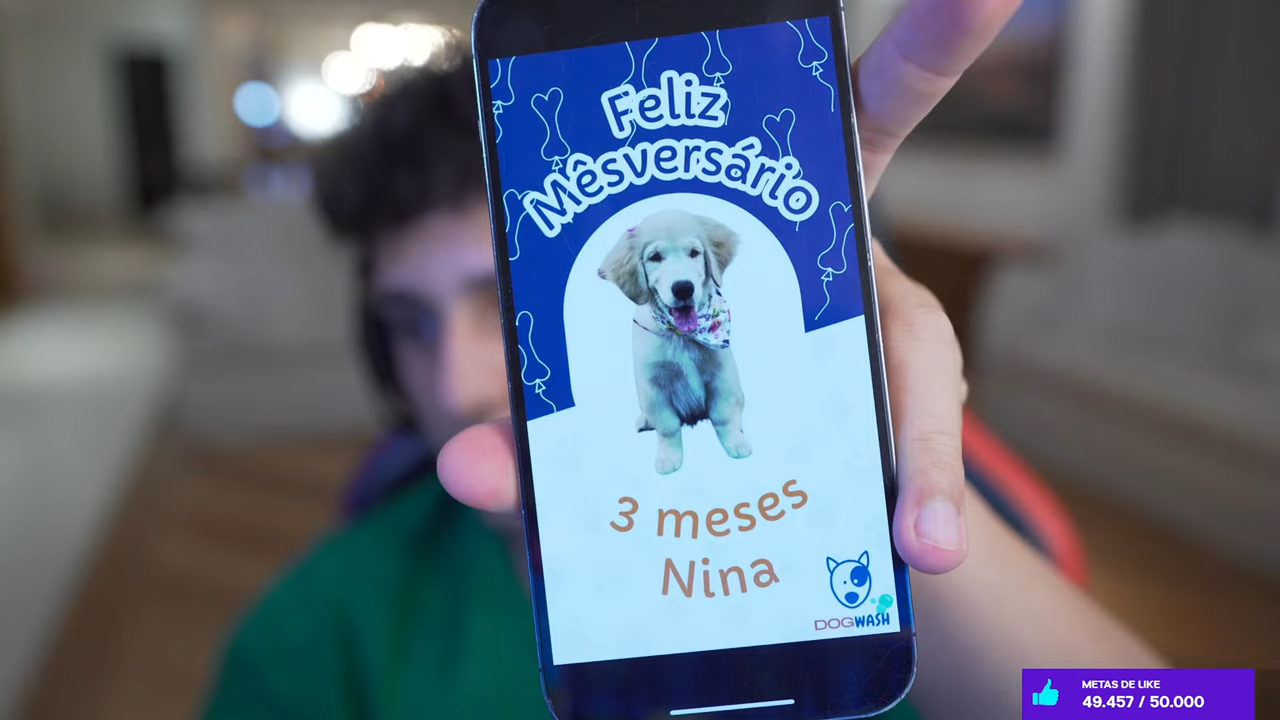 Feliz
Mêsversário
3 meses
Nina
DOGWASH
METAS DE LIKE
49.457 / 50.000